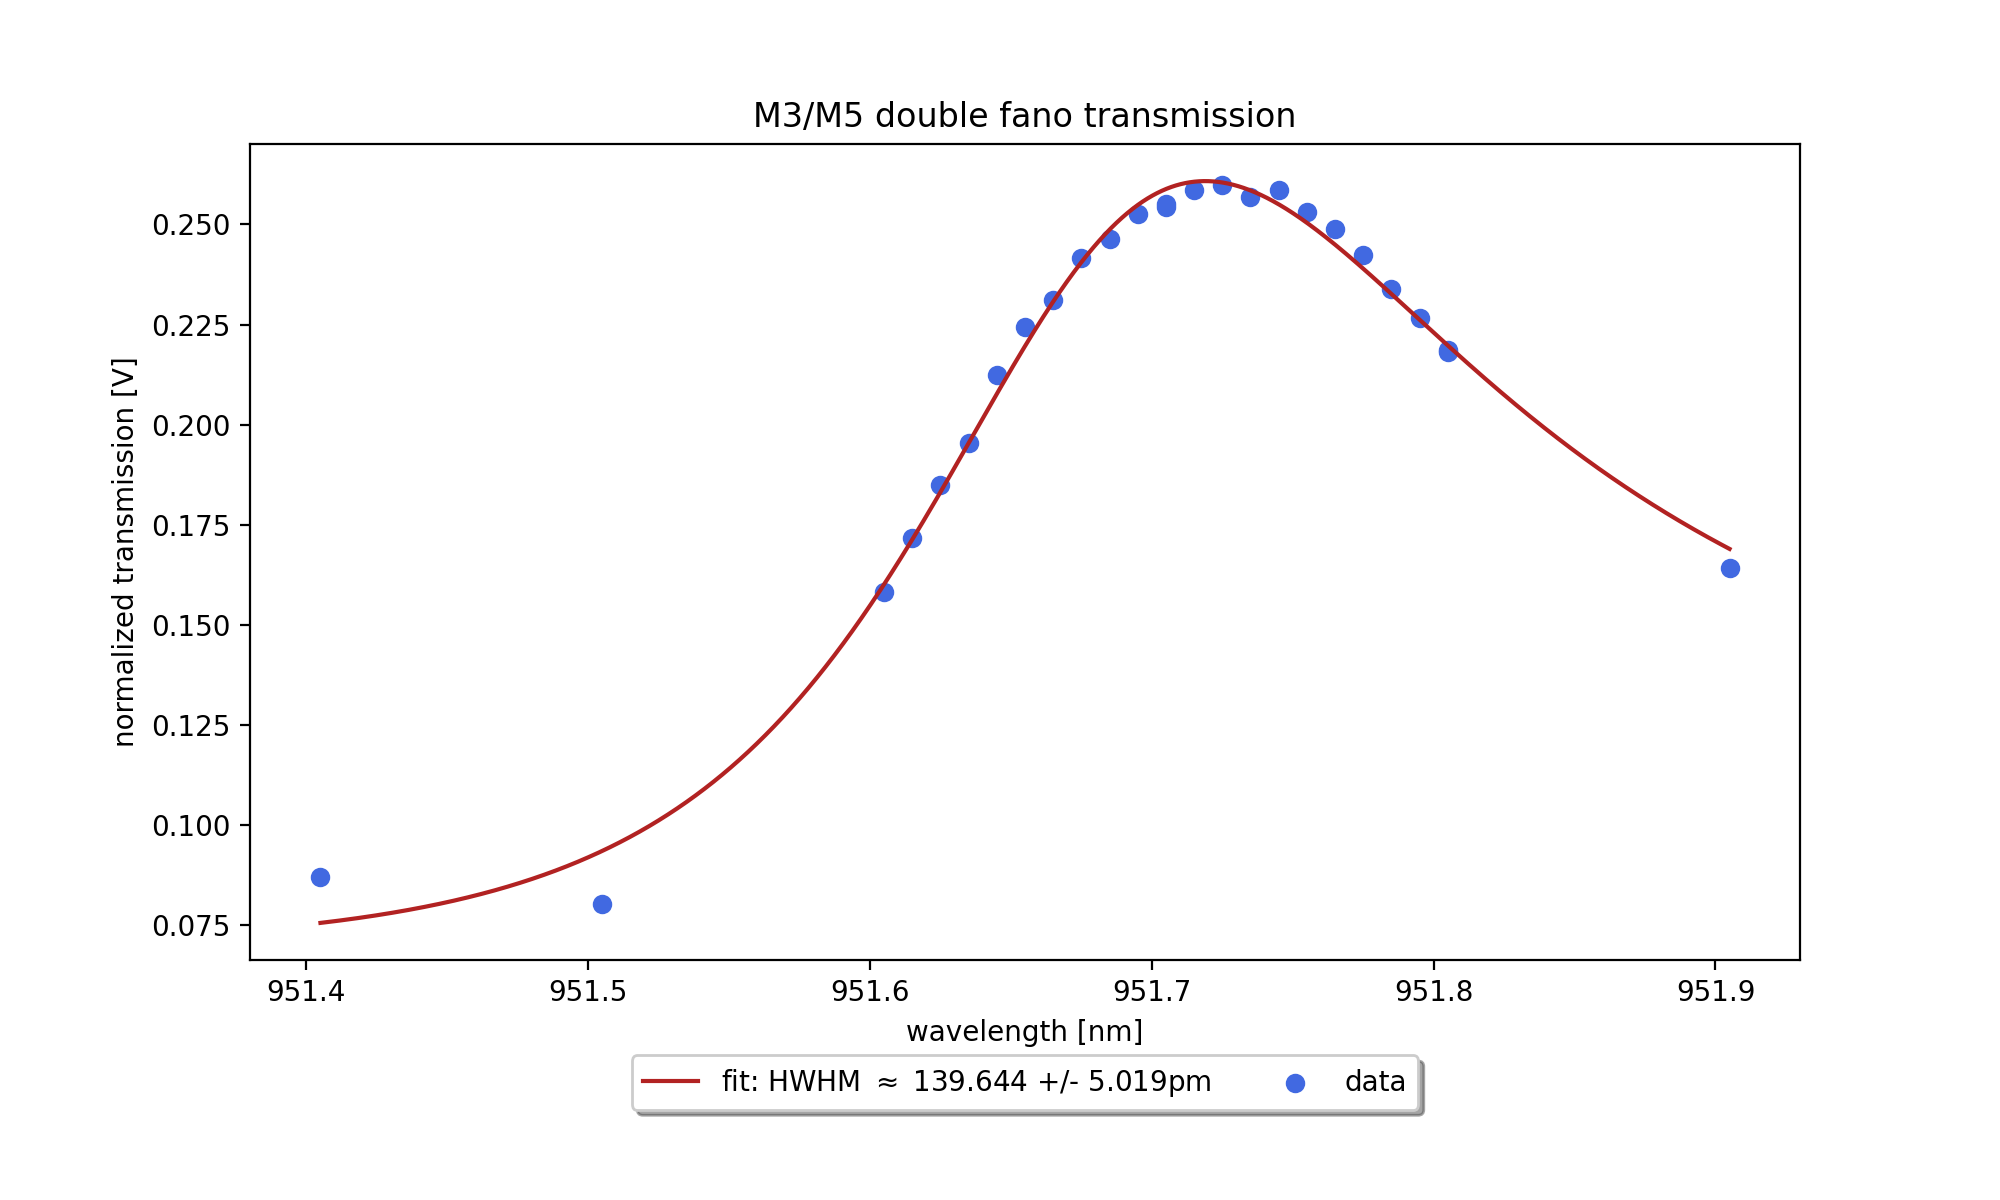 M3/M5 double fano transmission
normalized transmission [V]
0.250
0.225
0.200
0.175
0.150
0.125
0.100
0.075
951.4 951.5 951.6 951.7 951.8 951.9
wavelength [nm]
fit: HWHM ≈ 139.644 +/- 5.019pm data